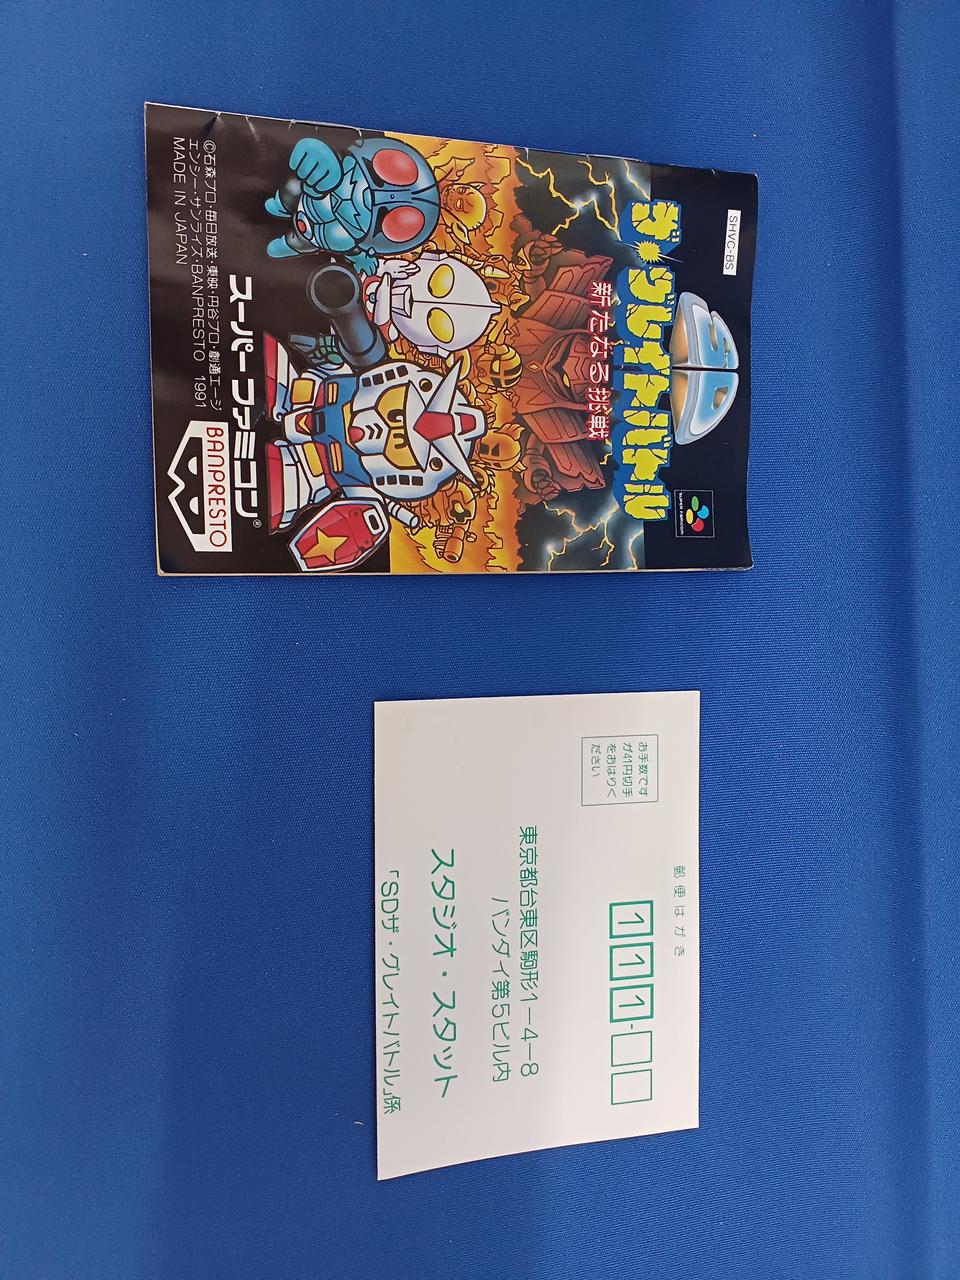 SHVC-BS
SD
ザ・グレイトバトル
新たなる挑戦
SUPER FAMICOM
スーパーファミコン®
©石森プロ・毎日放送・東映・円谷プロ・創通エージ
エンシー・サンライズ・BANPRESTO 1991
MADE IN JAPAN
BANPRESTO
郵便はがき
111-
お手数です
が41円切手
をおはりく
ださい
東京都台東区駒形1-4-8
バンダイ第5ビル内
スタジオ・スタット
「SDザ・グレイトバトル」係